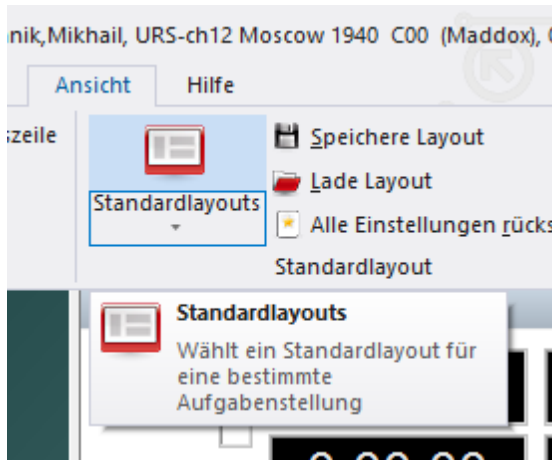 nik,Mikhail, URS-ch12 Moscow 1940 C00 (Maddox),
Ansicht Hilfe
szeile
Standardlayouts
Speichere Layout
Lade Layout
Alle Einstellungen rücks
Standardlayout
Standardlayouts
Wählt ein Standardlayout für
eine bestimmte
Aufgabenstellung